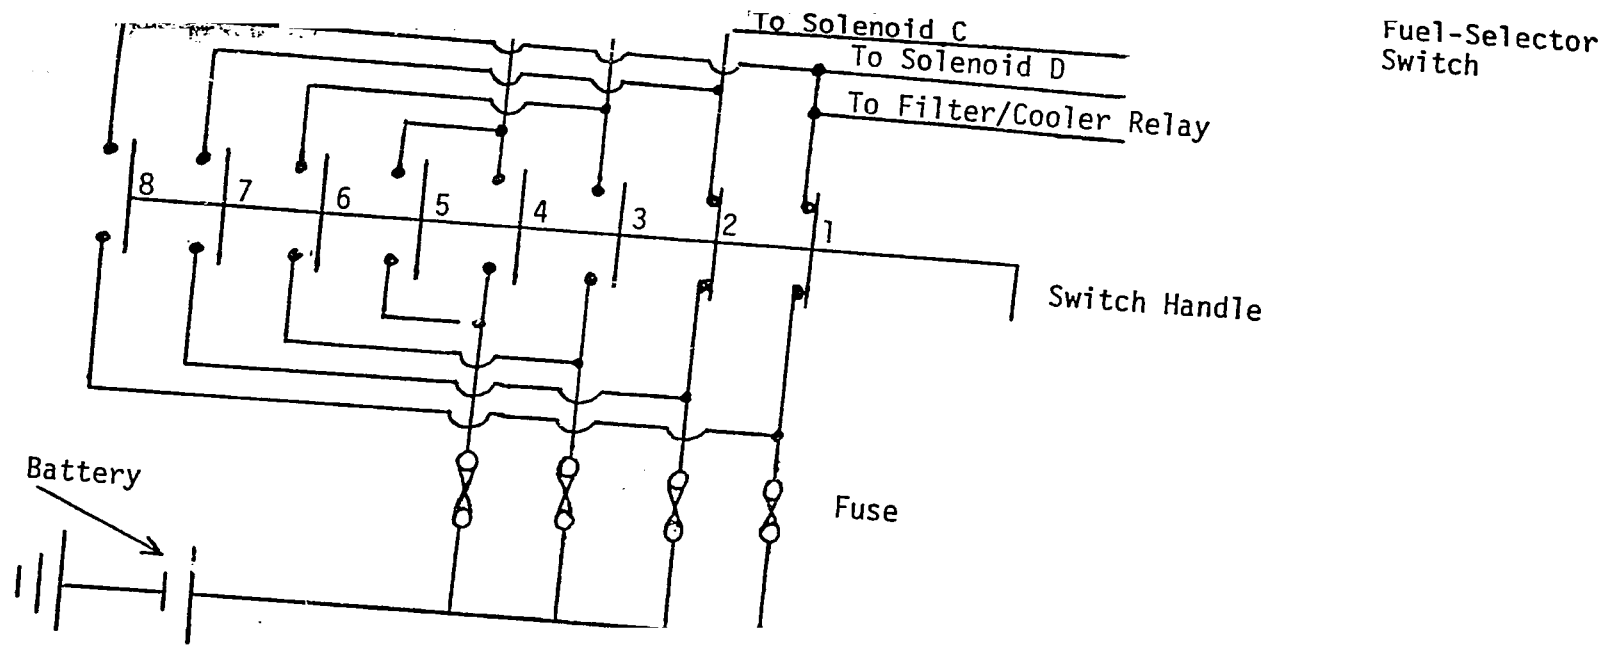 To Solenoid C
Fuel-Selector
Switch
To Solenoid D
To Filter/Cooler Relay
8
7
6
5
4
3
2
1
Switch Handle
Battery
Fuse